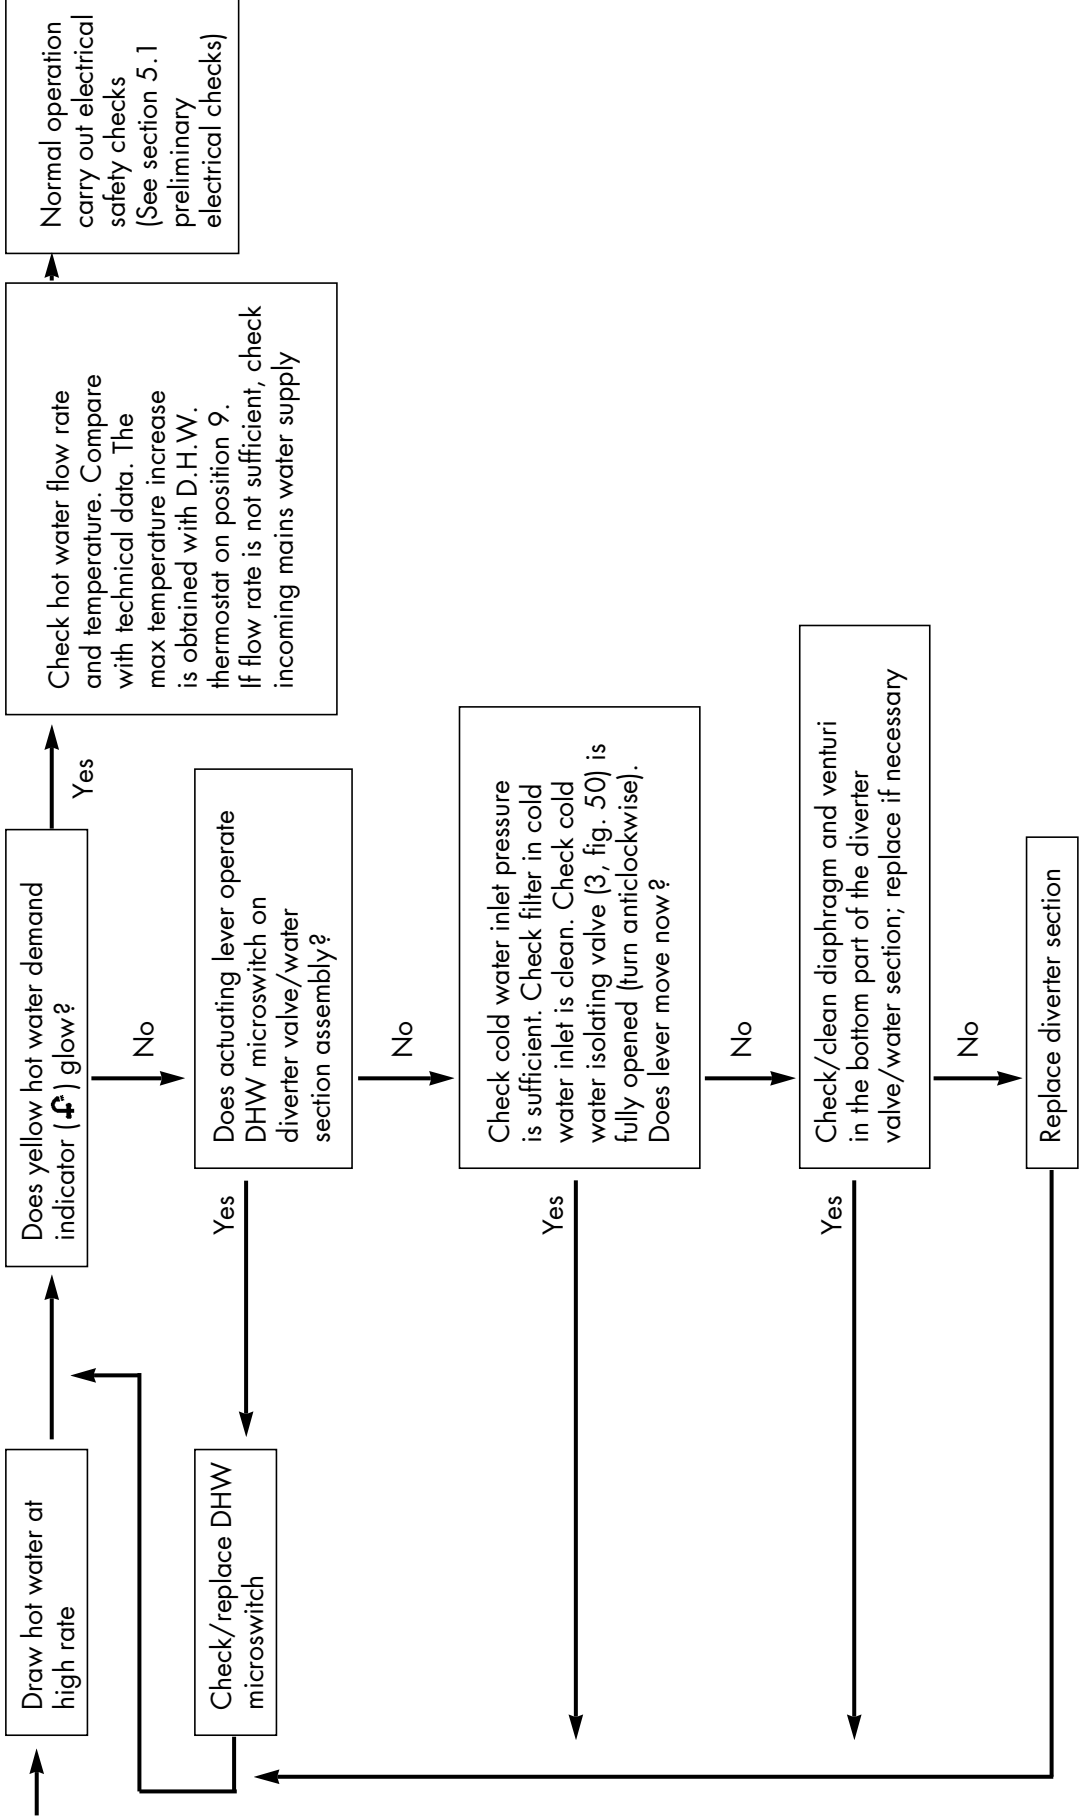 Draw hot water at
high rate
Does yellow hot water demand
indicator ( ) glow?
Yes
Check hot water flow rate
and temperature. Compare
with technical data. The
max temperature increase
is obtained with D.H.W.
thermostat on position 9.
If flow rate is not sufficient, check
incoming mains water supply
Normal operation
carry out electrical
safety checks
(See section 5.1
preliminary
electrical checks)
No
Does actuating lever operate
DHW microswitch on
diverter valve/water
section assembly?
Yes
Check/replace DHW
microswitch
No
Check cold water inlet pressure
is sufficient. Check filter in cold
water inlet is clean. Check cold
water isolating valve (3, fig. 50) is
fully opened (turn anticlockwise).
Does lever move now?
Yes
No
Check/clean diaphragm and venturi
in the bottom part of the diverter
valve/water section; replace if necessary
Yes
No
Replace diverter section